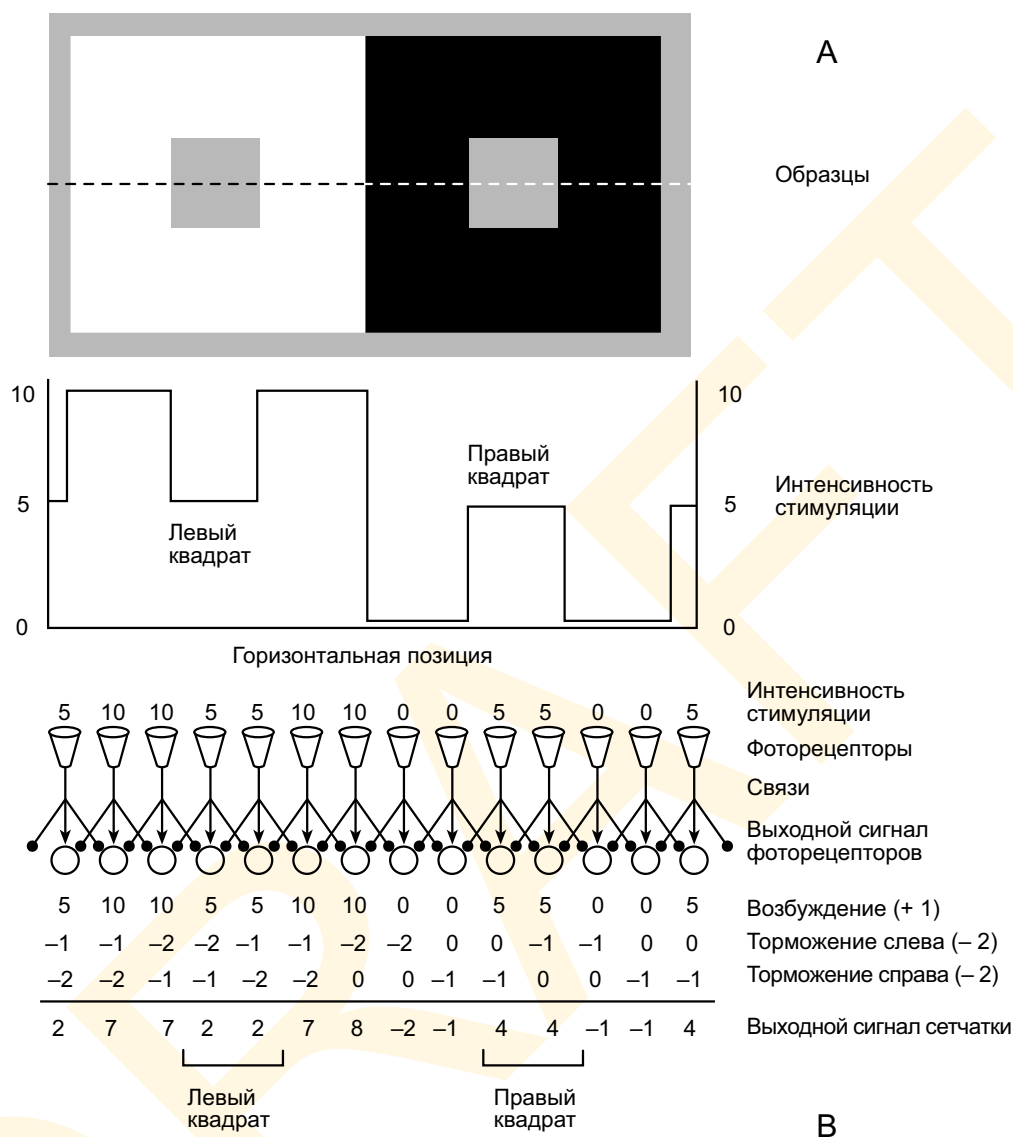 A
Образцы
10
10
Правый
квадрат
Интенсивность
стимуляции
5
5
Левый
квадрат
0
0
Горизонтальная позиция
Интенсивность
стимуляции
5 10 10 5 5 10 10 0 0 5 5 0 0 5
Фоторецепторы
Связи
Выходной сигнал
фоторецепторов
5 10 10 5 5 10 10 0 0 5 5 0 0 5 Возбуждение (+ 1)
–1 –1 –2 –2 –1 –1 –2 –2 0 0 –1 –1 0 0 Торможение слева (– 2)
–2 –2 –1 –1 –2 –2 0 0 –1 –1 0 0 –1 –1 Торможение справа (– 2)
2 7 7 2 2 7 8 –2 –1 4 4 –1 –1 4 Выходной сигнал сетчатки
Левый
квадрат
Правый
квадрат
B